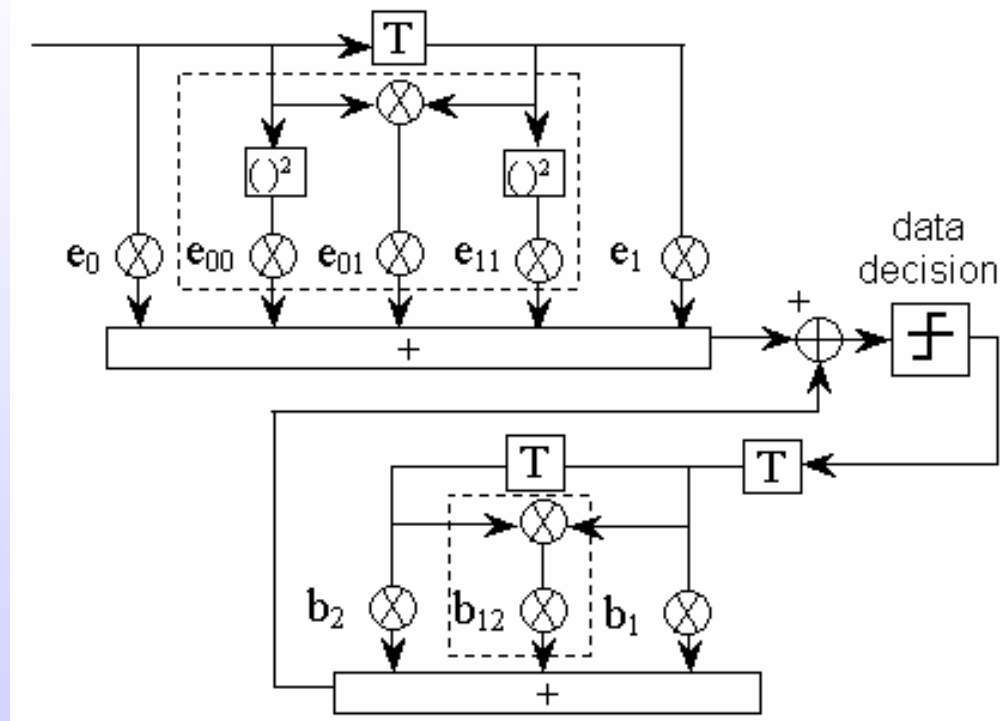 T
( )²
( )²
e₀
e₀₀
e₀₁
e₁₁
e₁
data
decision
+
+
T
T
b₂
b₁₂
b₁
+